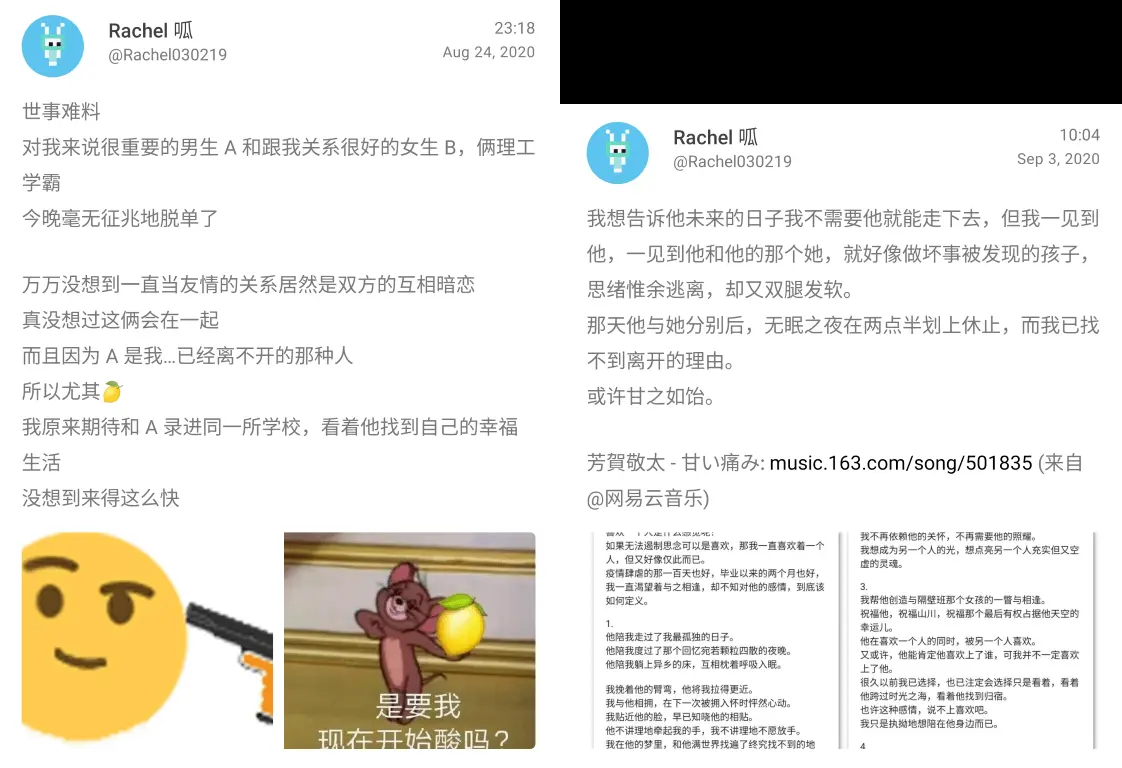 Rachel 呱
23:18
@Rachel030219
Aug 24, 2020
世事难料
对我来说很重要的男生 A 和跟我关系很好的女生 B，俩理工
学霸
今晚毫无征兆地脱单了
万万没想到一直当友情的关系居然是双方的互相暗恋
真没想过这俩会在一起
而且因为 A 是我...已经离不开的那种人
所以尤其🍋
我原来期待和 A 录进同一所学校，看着他找到自己的幸福
生活
没想到来得这么快
是要我
现在开始酸吗？
Rachel 呱
10:04
@Rachel030219
Sep 3, 2020
我想告诉他未来的日子我不需要他就能走下去，但我一见到
他，一见到他和他的那个她，就好像做坏事被发现的孩子，
思绪惟余逃离，却又双腿发软。
那天他与她分别后，无眠之夜在两点半划上休止，而我已找
不到离开的理由。
或许甘之如饴。
芳賀敬太 - 甘い痛み: music.163.com/song/501835 (来自
@网易云音乐)
喜欢一个人是什么感觉呢？
如果无法遏制思念可以是喜欢，那我一直喜欢着一个
人，但又好像仅此而已。
疫情肆虐的那一百天也好，毕业以来的两个月也好，
我一直渴望着与之相逢，却不知对他的感情，到底该
如何定义。
1.
他陪我走过了我最孤独的日子。
他陪我度过了那个回忆宛若颗粒四散的夜晚。
他陪我躺上异乡的床，互相枕着呼吸入眠。
我挽着他的臂弯，他将我拉得更近。
我与他相拥，在下一次被拥入怀时怦然心动。
我贴近他的脸，早已知晓他的相贴。
他不讲理地牵起我的手，我不讲理地不愿放手。
我在他的梦里，和他满世界找遍了终究找不到的地
我不再依赖他的关怀，不再需要他的照耀。
我想成为另一个人的光，想点亮另一个人充实但又空
虚的灵魂。
3.
我帮他创造与隔壁班那个女孩的一瞥与相逢。
祝福他，祝福山川，祝福那个最后有权占据他天空的
幸运儿。
他在喜欢一个人的同时，被另一个人喜欢。
又或许，他能肯定他喜欢上了谁，可我并不一定喜欢
上了他。
很久以前我已选择，也已注定会选择只是看着，看着
他跨过时光之海，看着他找到归宿。
也许这种感情，说不上喜欢吧。
我只是执拗地想陪在他身边而已。
4